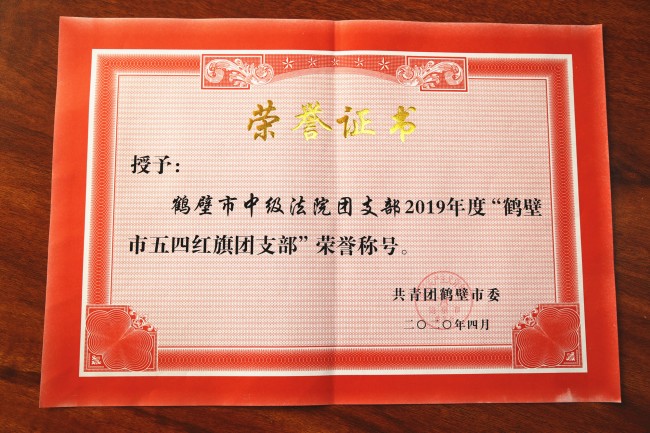 荣誉证书
授予：
鹤壁市中级法院团支部2019年度“鹤壁
市五四红旗团支部”荣誉称号。
共青团鹤壁市委
二〇二〇年四月